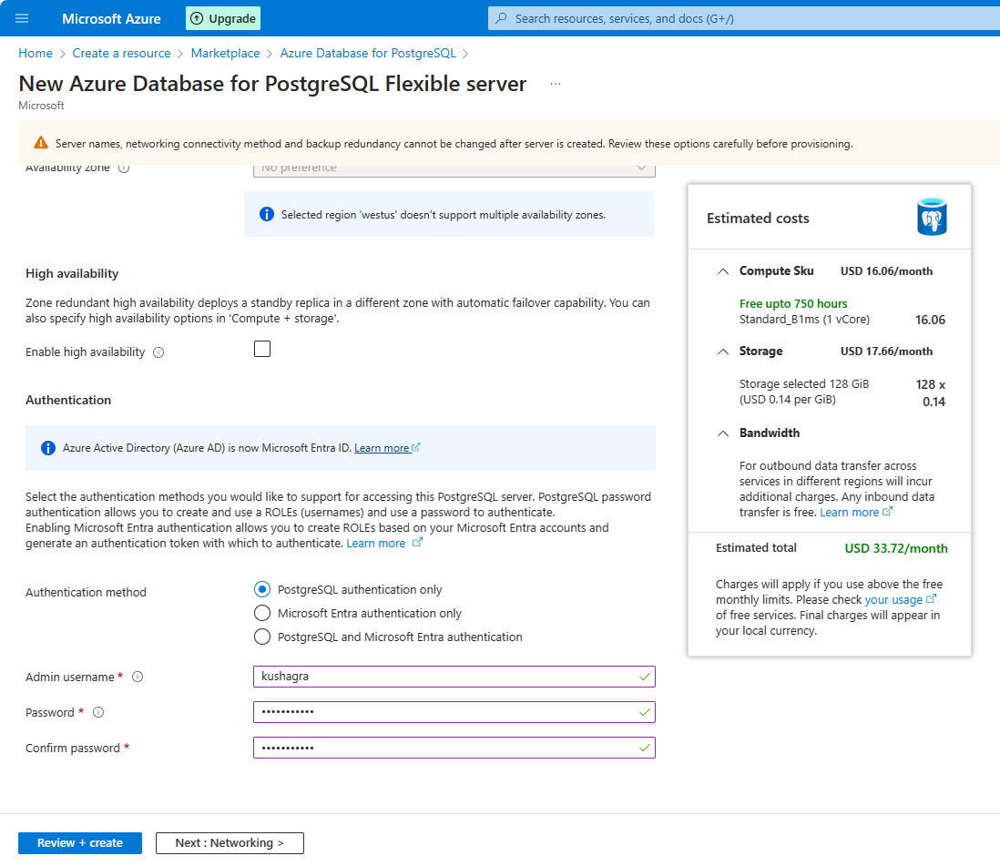 Microsoft Azure
Upgrade
Search resources, services, and docs (G+/)
Home > Create a resource > Marketplace > Azure Database for PostgreSQL >
New Azure Database for PostgreSQL Flexible server ...
Microsoft
Server names, networking connectivity method and backup redundancy cannot be changed after server is created. Review these options carefully before provisioning.
Availability zone
No preference
Selected region 'westus' doesn't support multiple availability zones.
High availability
Zone redundant high availability deploys a standby replica in a different zone with automatic failover capability. You can
also specify high availability options in 'Compute + storage'.
Enable high availability
Authentication
Azure Active Directory (Azure AD) is now Microsoft Entra ID. Learn more
Select the authentication methods you would like to support for accessing this PostgreSQL server. PostgreSQL password
authentication allows you to create and use a ROLEs (usernames) and use a password to authenticate.
Enabling Microsoft Entra authentication allows you to create ROLEs based on your Microsoft Entra accounts and
generate an authentication token with which to authenticate. Learn more
Authentication method
PostgreSQL authentication only
Microsoft Entra authentication only
PostgreSQL and Microsoft Entra authentication
Admin username *
kushagra
Password *
•••••••••••
Confirm password *
•••••••••••
Estimated costs
Compute Sku USD 16.06/month
Free upto 750 hours
Standard_B1ms (1 vCore) 16.06
Storage USD 17.66/month
Storage selected 128 GiB 128 x
(USD 0.14 per GiB) 0.14
Bandwidth
For outbound data transfer across
services in different regions will incur
additional charges. Any inbound data
transfer is free. Learn more
Estimated total USD 33.72/month
Charges will apply if you use above the free
monthly limits. Please check your usage
of free services. Final charges will appear in
your local currency.
Review + create
Next : Networking >